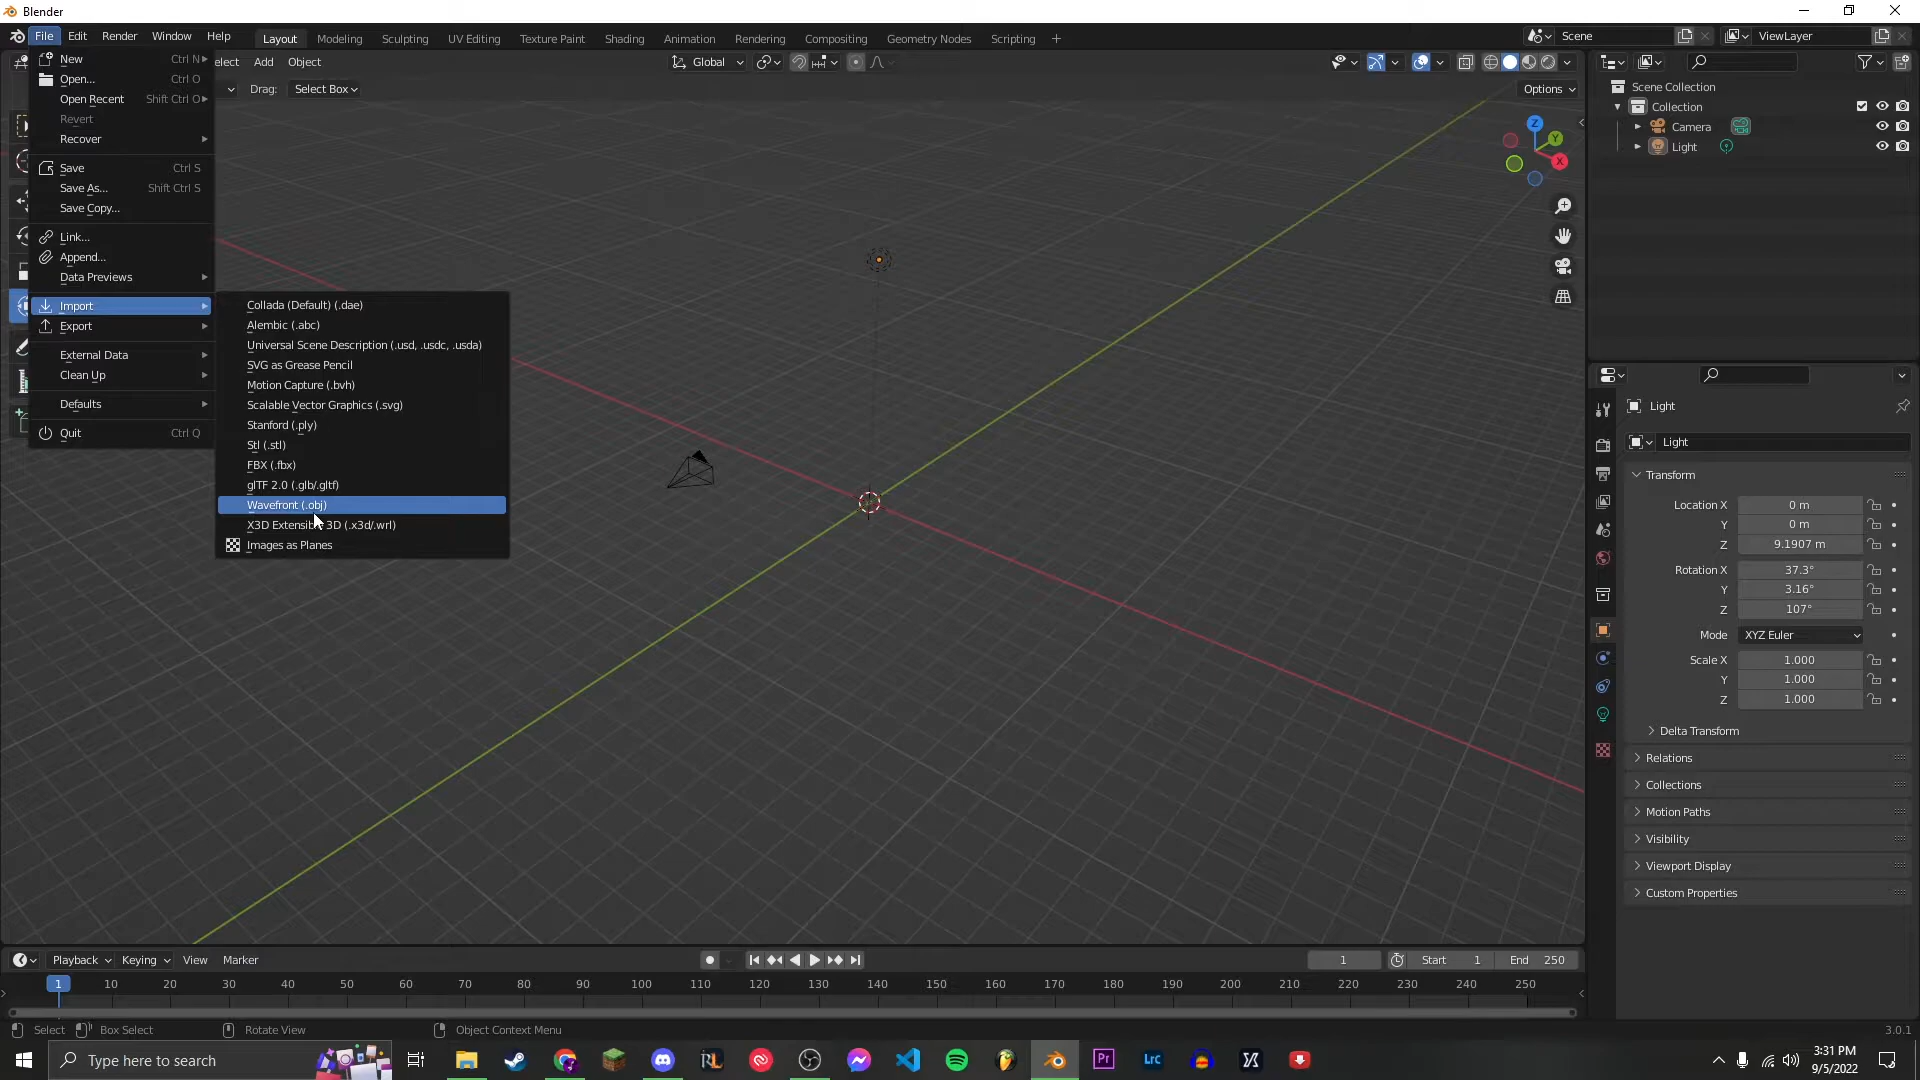 Blender
File Edit Render Window Help Layout Modeling Sculpting UV Editing Texture Paint Shading Animation Rendering Compositing Geometry Nodes Scripting + Scene ViewLayer
elect Add Object Global
Drag: Select Box Options
New Ctrl N
Open... Ctrl O
Open Recent Shift Ctrl O
Revert
Recover
Save Ctrl S
Save As... Shift Ctrl S
Save Copy...
Link...
Append...
Data Previews
Import
Export
External Data
Clean Up
Defaults
Quit Ctrl Q
Collada (Default) (.dae)
Alembic (.abc)
Universal Scene Description (.usd, .usdc, .usda)
SVG as Grease Pencil
Motion Capture (.bvh)
Scalable Vector Graphics (.svg)
Stanford (.ply)
Stl (.stl)
FBX (.fbx)
glTF 2.0 (.glb/.gltf)
Wavefront (.obj)
X3D Extensible 3D (.x3d/.wrl)
Images as Planes
Z
Y
X
Scene Collection
Collection
Camera
Light
Light
Light
Transform
Location X 0 m
Y 0 m
Z 9.1907 m
Rotation X 37.3°
Y 3.16°
Z 107°
Mode XYZ Euler
Scale X 1.000
Y 1.000
Z 1.000
Delta Transform
Relations
Collections
Motion Paths
Visibility
Viewport Display
Custom Properties
Playback Keying View Marker 1 Start 1 End 250
1 10 20 30 40 50 60 70 80 90 100 110 120 130 140 150 160 170 180 190 200 210 220 230 240 250
Select Box Select Rotate View Object Context Menu 3.0.1
Type here to search RL Pr Lrc
3:31 PM
9/5/2022